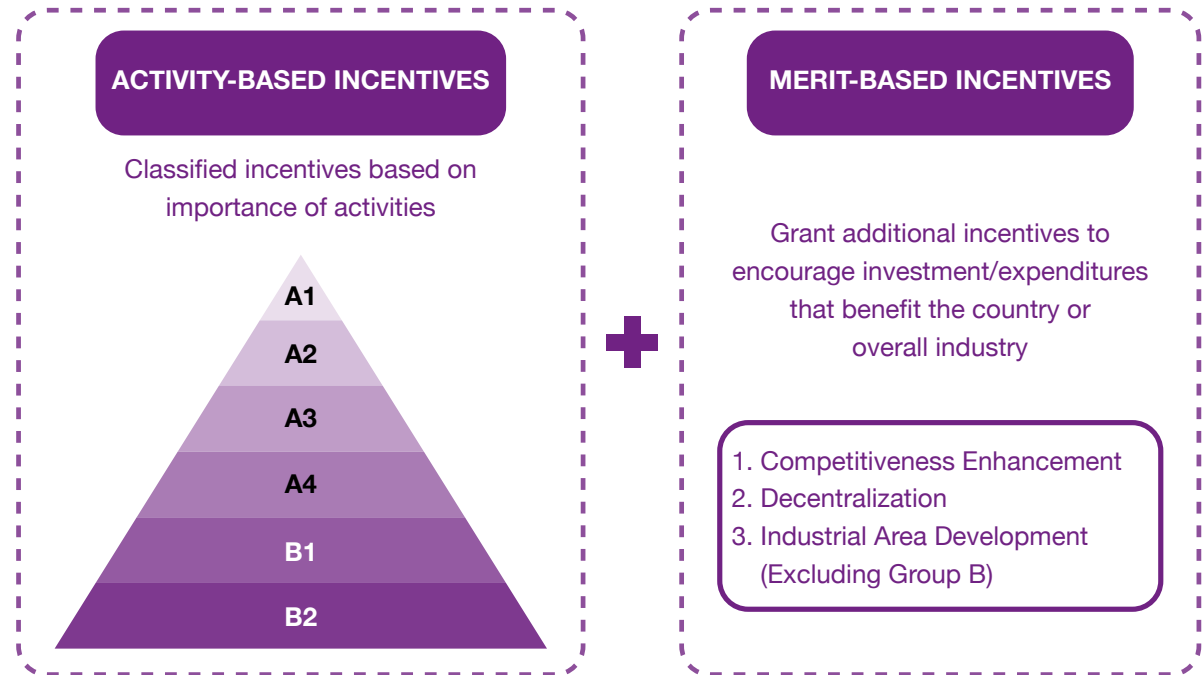 ACTIVITY-BASED INCENTIVES
Classified incentives based on
importance of activities
A1
A2
A3
A4
B1
B2
MERIT-BASED INCENTIVES
Grant additional incentives to
encourage investment/expenditures
that benefit the country or
overall industry
1. Competitiveness Enhancement
2. Decentralization
3. Industrial Area Development
(Excluding Group B)